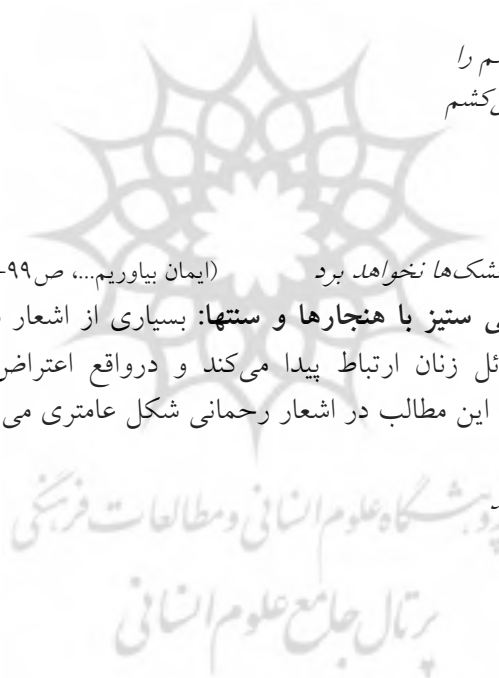 م را
کشم
شک‌ها نخواهد برد (ایمان بیاوریم...، ص۹۹-
ی ستیز با هنجارها و سنتها: بسیاری از اشعار
ئل زنان ارتباط پیدا می‌کند و درواقع اعتراض
این مطالب در اشعار رحمانی شکل عامتری می
پژوهشگاه علوم انسانی و مطالعات فرهنگی
پرتال جامع علوم انسانی